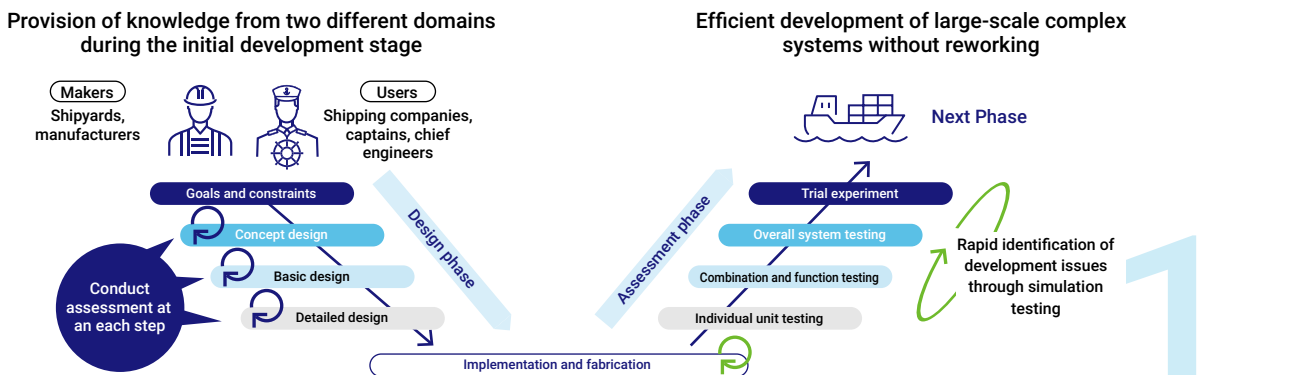 Provision of knowledge from two different domains
during the initial development stage
Makers
Shipyards,
manufacturers
Users
Shipping companies,
captains, chief
engineers
Goals and constraints
Concept design
Basic design
Detailed design
Conduct
assessment at
an each step
Design phase
Implementation and fabrication
Efficient development of large-scale complex
systems without reworking
Next Phase
Assessment phase
Trial experiment
Overall system testing
Combination and function testing
Individual unit testing
Rapid identification of
development issues
through simulation
testing
1